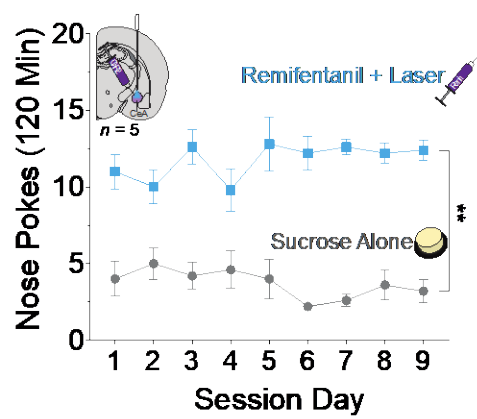 20
15
10
5
0
Nose Pokes (120 Min)
CeA
n = 5
Remifentanil + Laser
**
Sucrose Alone
1 2 3 4 5 6 7 8 9
Session Day